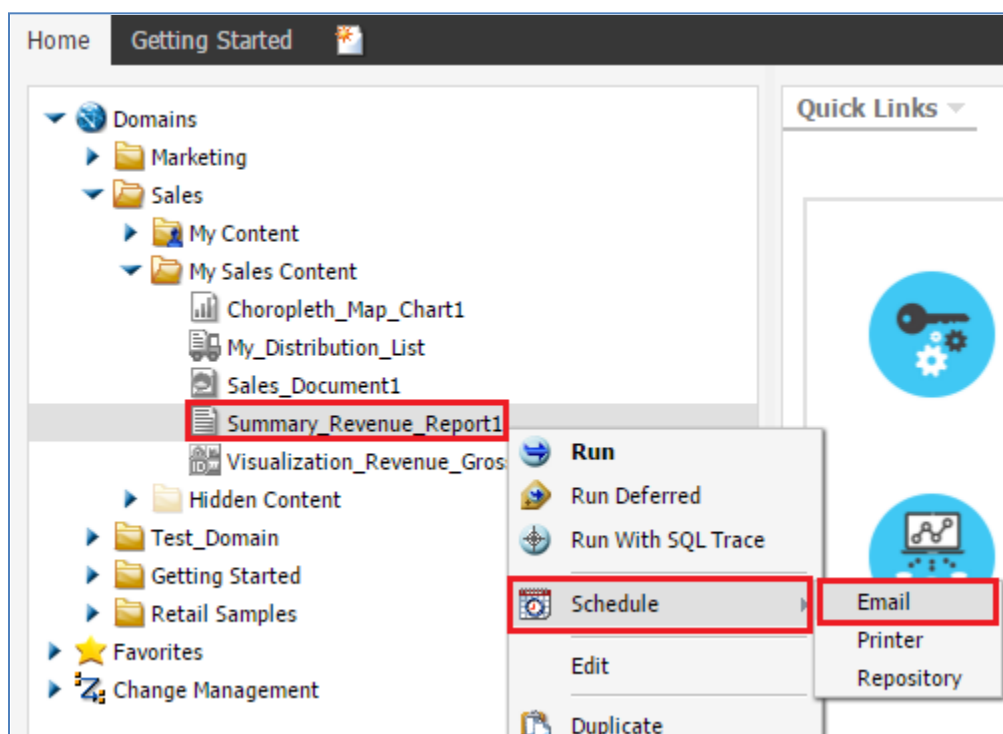 Home Getting Started
Quick Links
Domains
Marketing
Sales
My Content
My Sales Content
Choropleth_Map_Chart1
My_Distribution_List
Sales_Document1
Summary_Revenue_Report1
Visualization_Revenue_Gros
Hidden Content
Test_Domain
Getting Started
Retail Samples
Favorites
Change Management
Run
Run Deferred
Run With SQL Trace
Schedule
Edit
Duplicate
Email
Printer
Repository